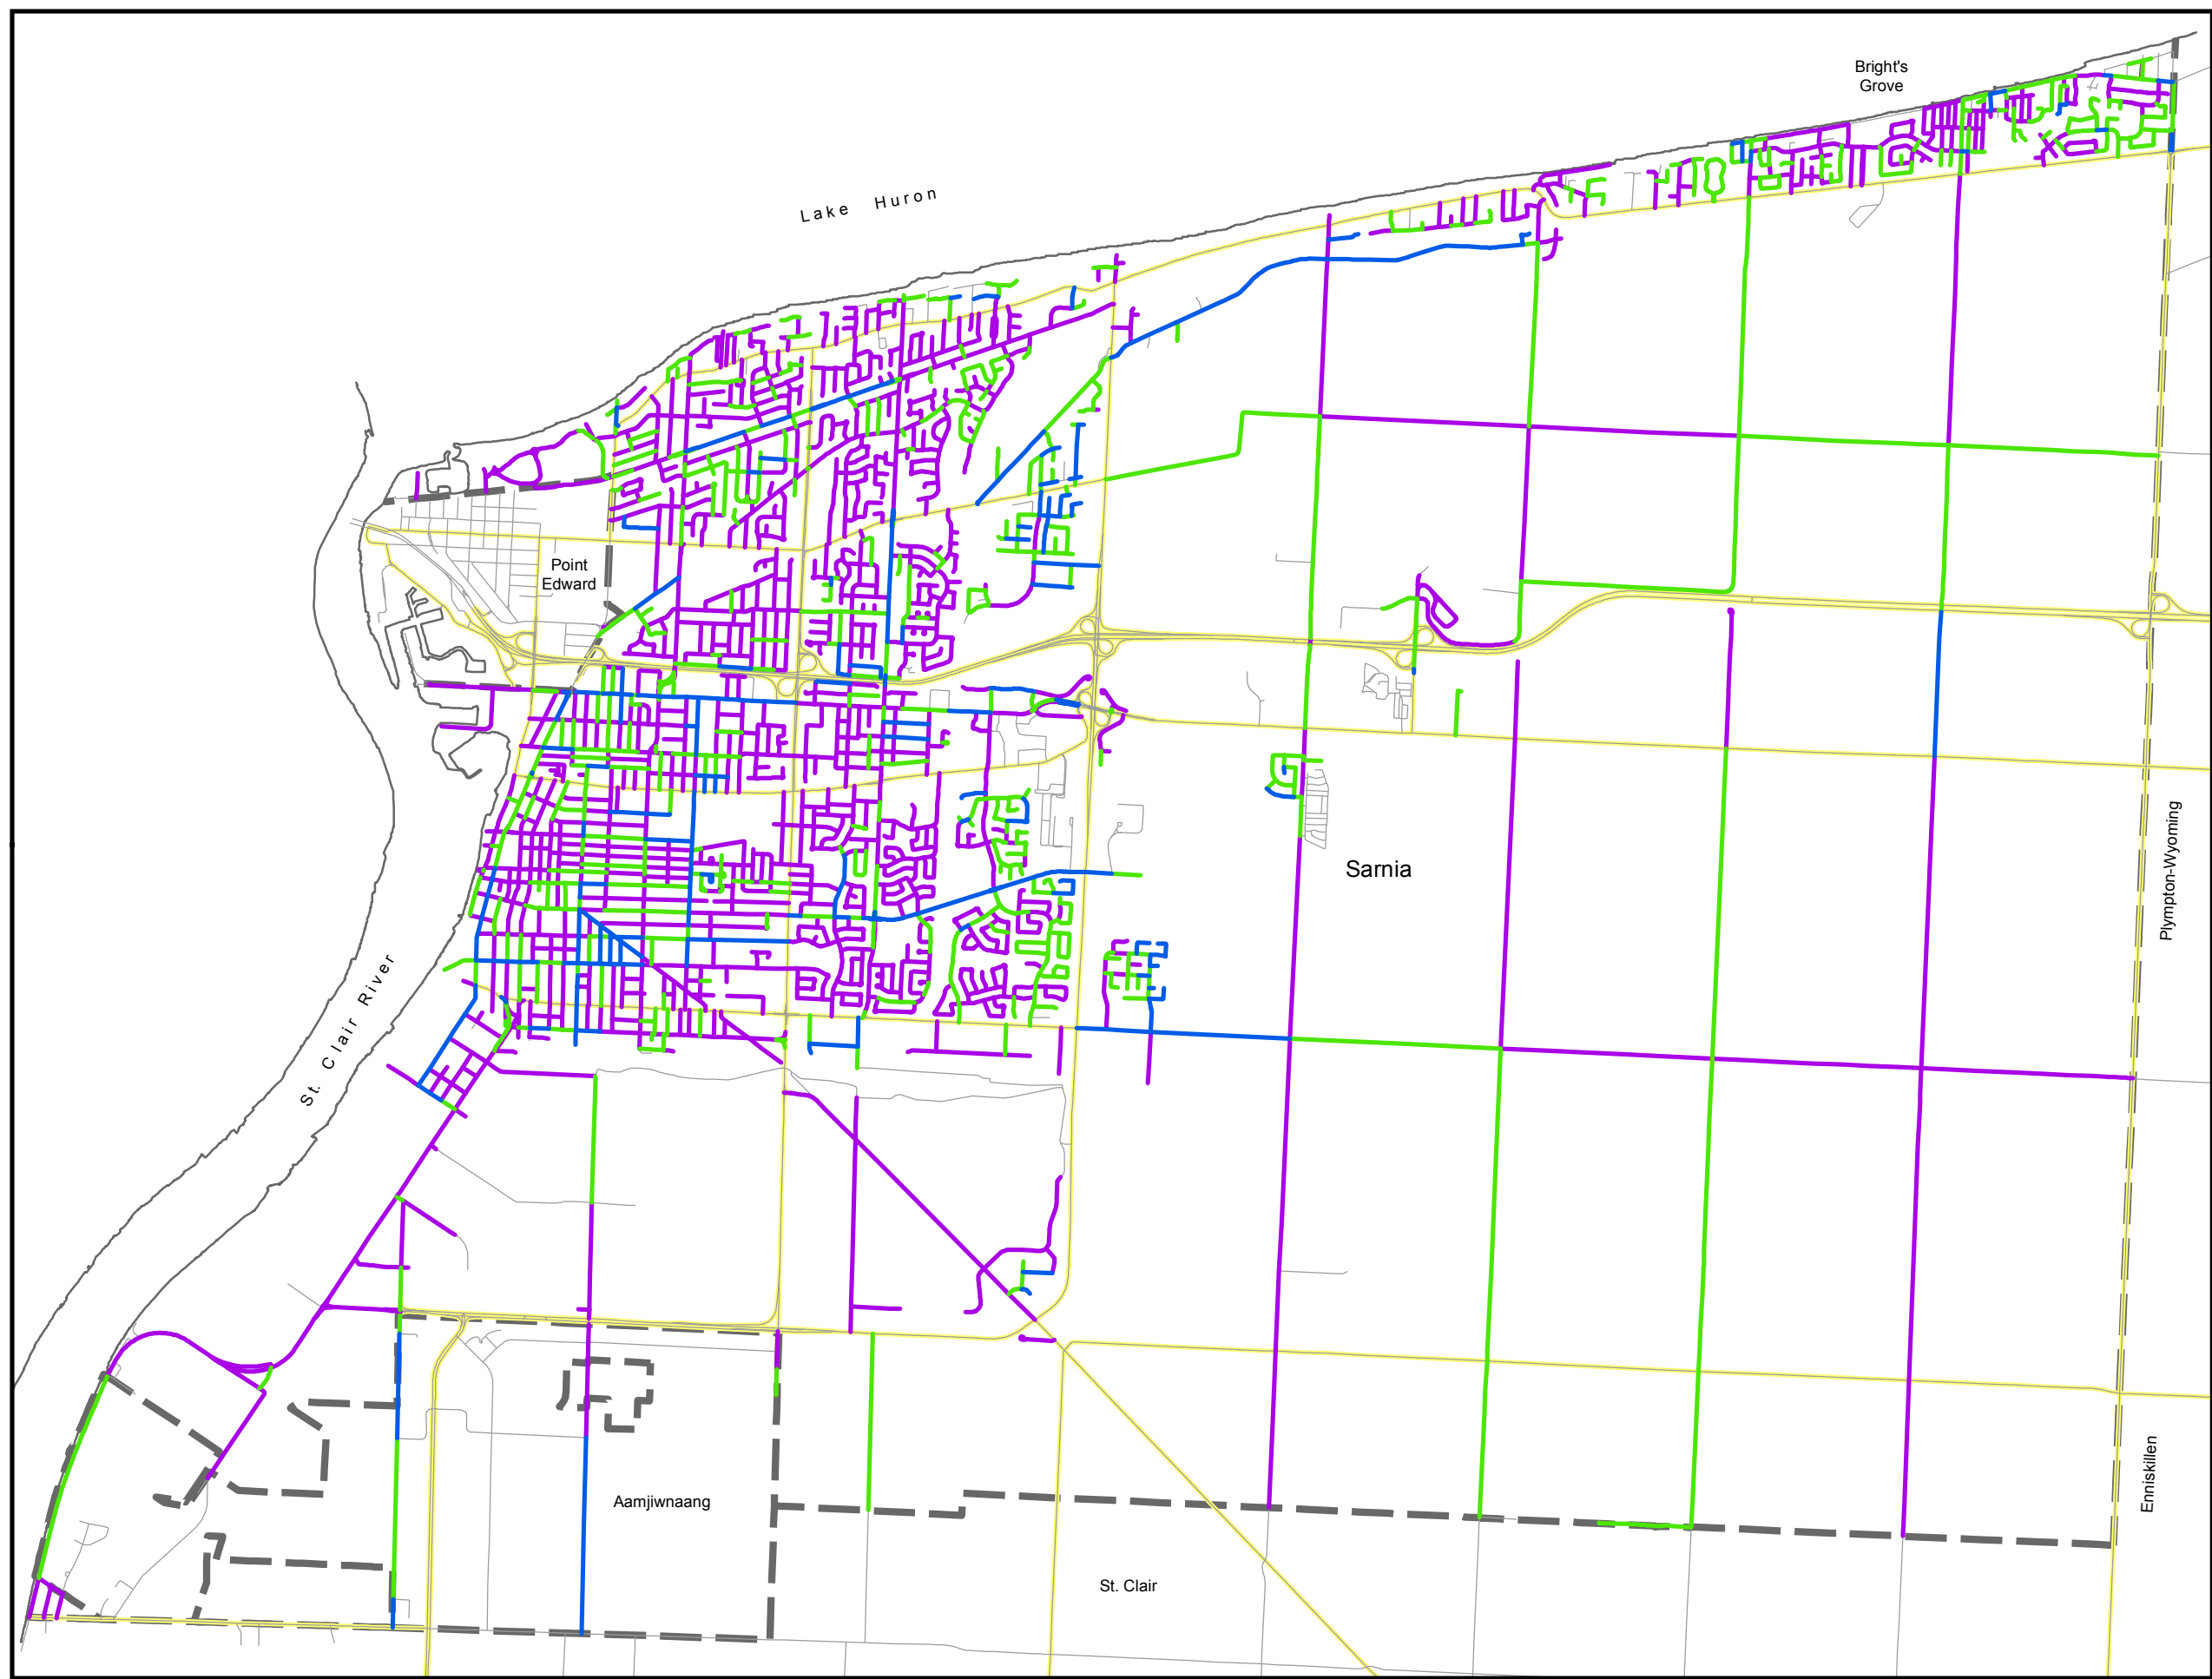 Bright's
Grove
Lake Huron
Point
Edward
Sarnia
Plympton-Wyoming
St. Clair River
Enniskillen
Aamjiwnaang
St. Clair